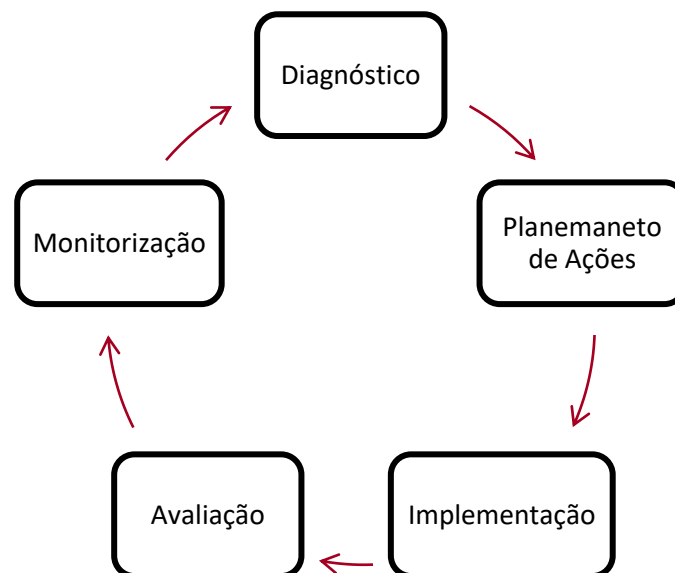 Diagnóstico
Planemaneto
de Ações
Implementação
Avaliação
Monitorização